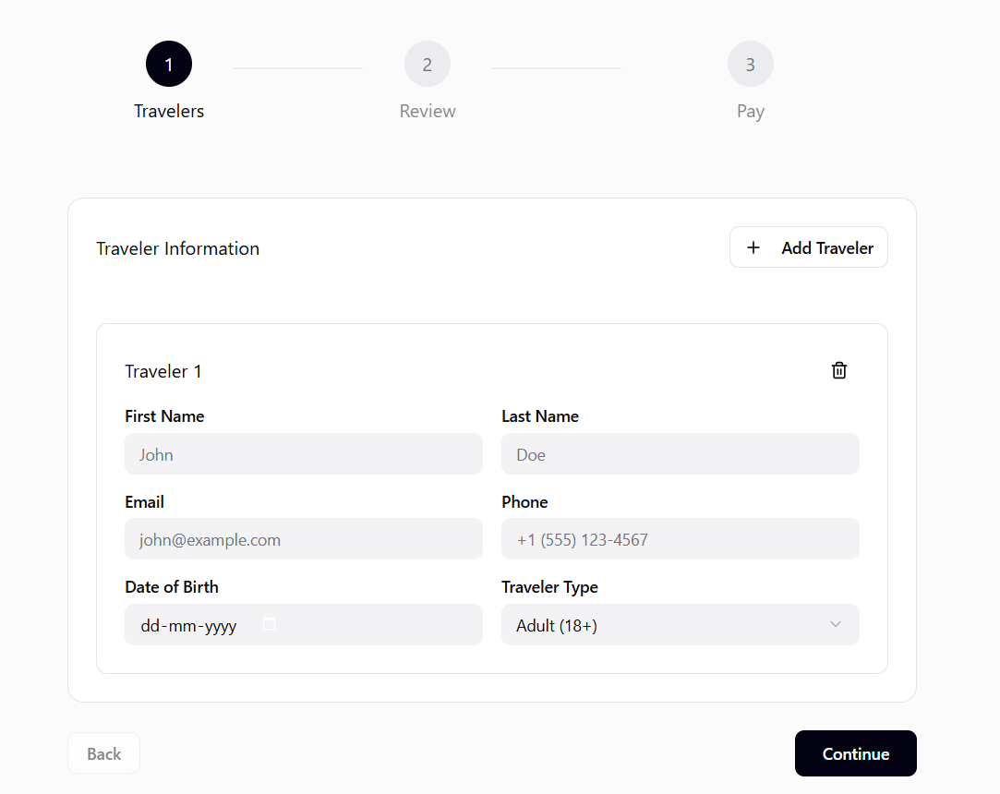 1 2 3
Travelers Review Pay
Traveler Information + Add Traveler
Traveler 1
First Name Last Name
John Doe
Email Phone
john@example.com +1 (555) 123-4567
Date of Birth Traveler Type
dd-mm-yyyy Adult (18+)
Back Continue